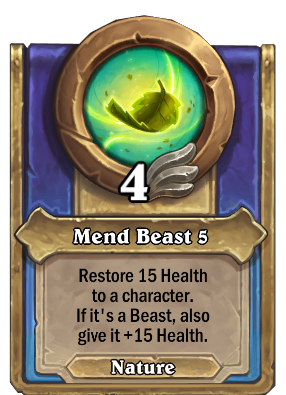 4
Mend Beast 5
Restore 15 Health
to a character.
If it's a Beast, also
give it +15 Health.
Nature